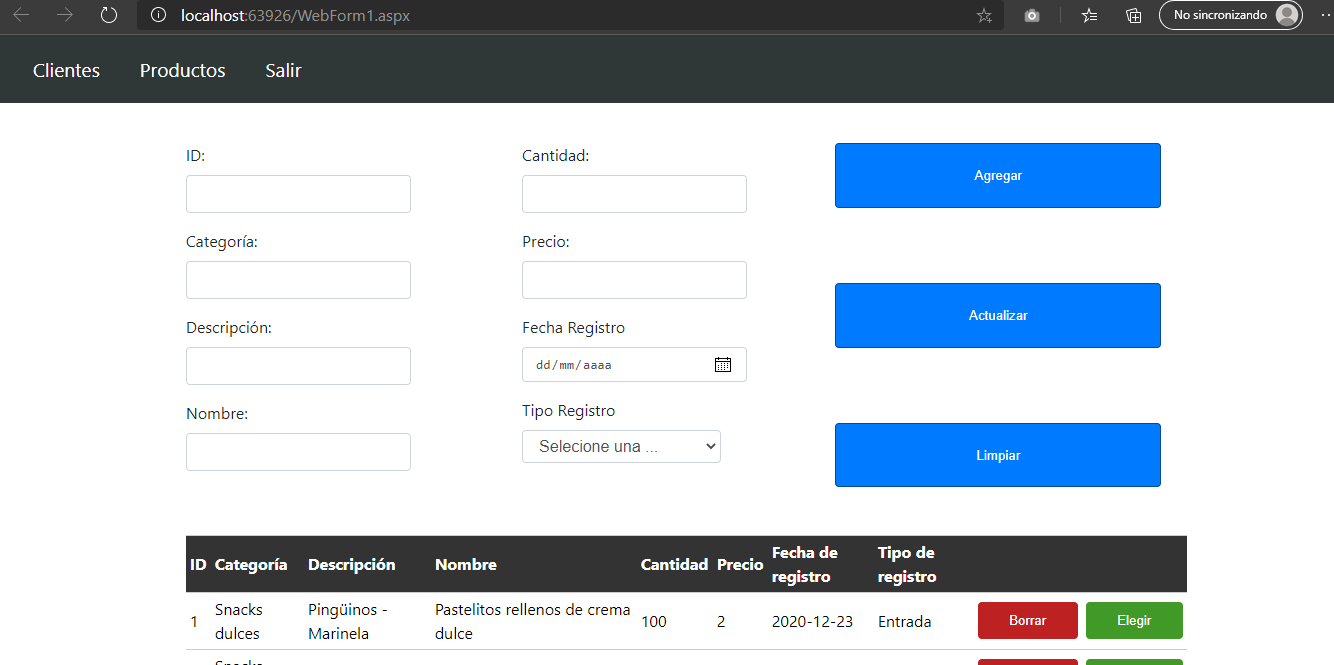 localhost:63926/WebForm1.aspx
No sincronizando
Clientes Productos Salir
ID:
Cantidad:
Agregar
Categoría:
Precio:
Descripción:
Fecha Registro
dd/mm/aaaa
Actualizar
Nombre:
Tipo Registro
Selecione una ...
Limpiar
ID Categoría Descripción Nombre Cantidad Precio Fecha de registro Tipo de registro
1 Snacks dulces Pingüinos - Marinela Pastelitos rellenos de crema dulce 100 2 2020-12-23 Entrada Borrar Elegir
Snacks